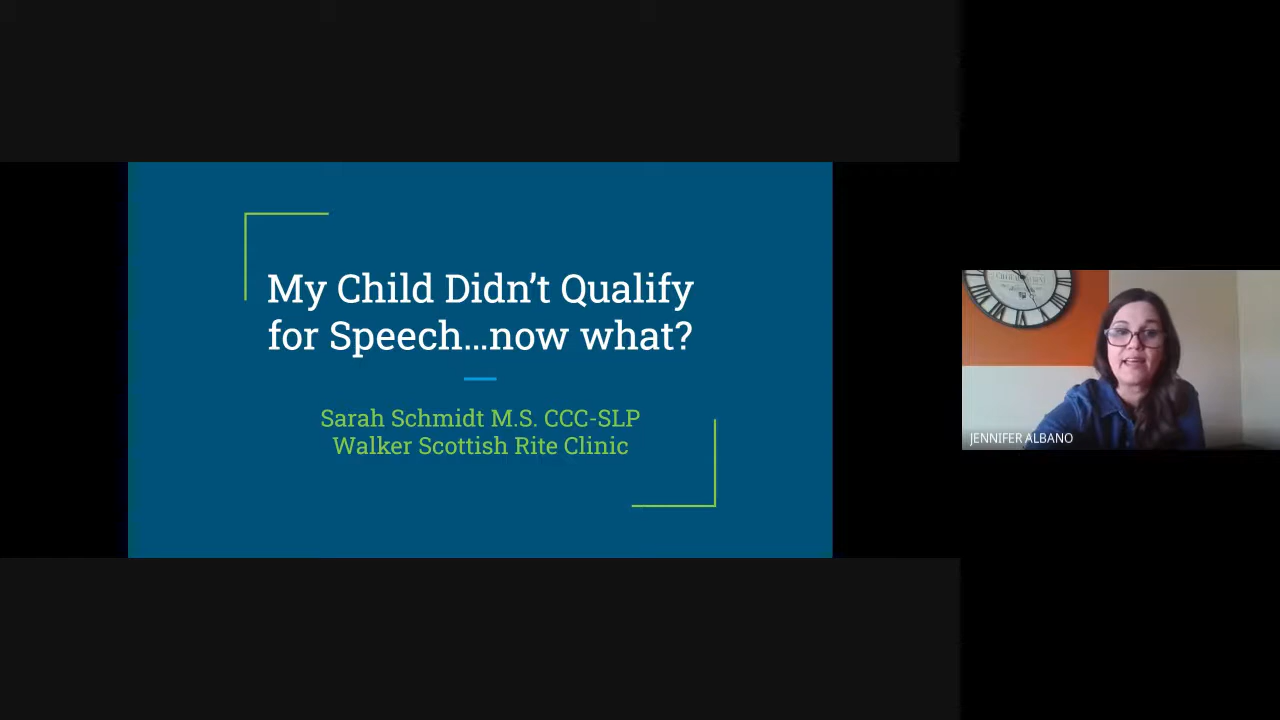 My Child Didn’t Qualify
for Speech...now what?
Sarah Schmidt M.S. CCC-SLP
Walker Scottish Rite Clinic
JENNIFER ALBANO